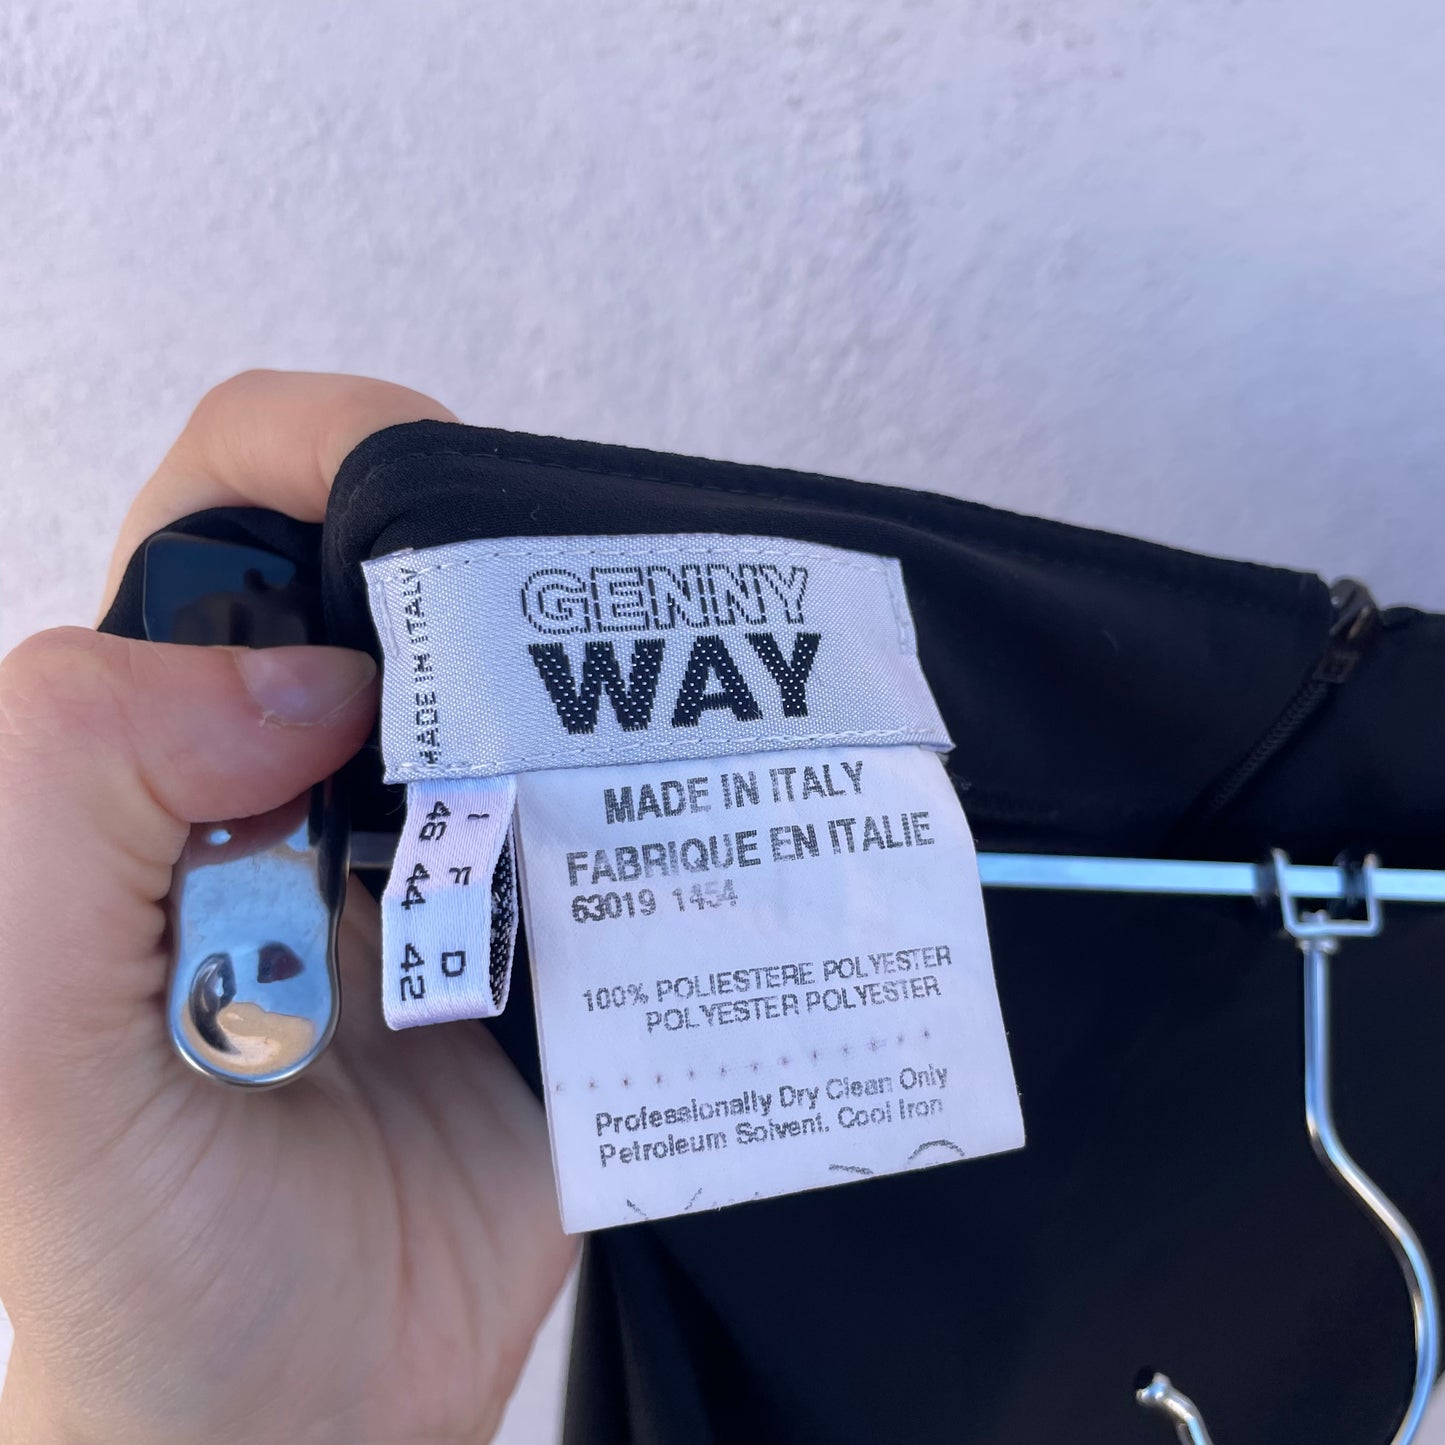 GENNY
WAY
MADE IN ITALY
MADE IN ITALY
FABRIQUE EN ITALIE
63019 1454
100% POLIESTERE POLYESTER
POLYESTER POLYESTER
Professionally Dry Clean Only
Petroleum Solvent. Cool Iron
I F D
46 44 42